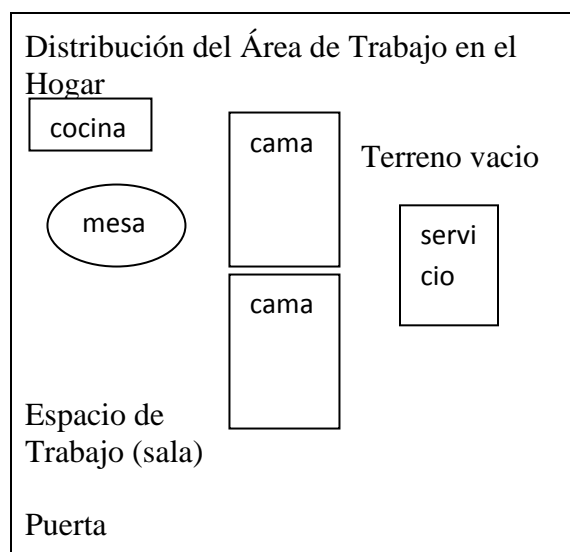 Distribución del Área de Trabajo en el
Hogar
cocina
cama
Terreno vacio
mesa
servi
cio
cama
Espacio de
Trabajo (sala)
Puerta